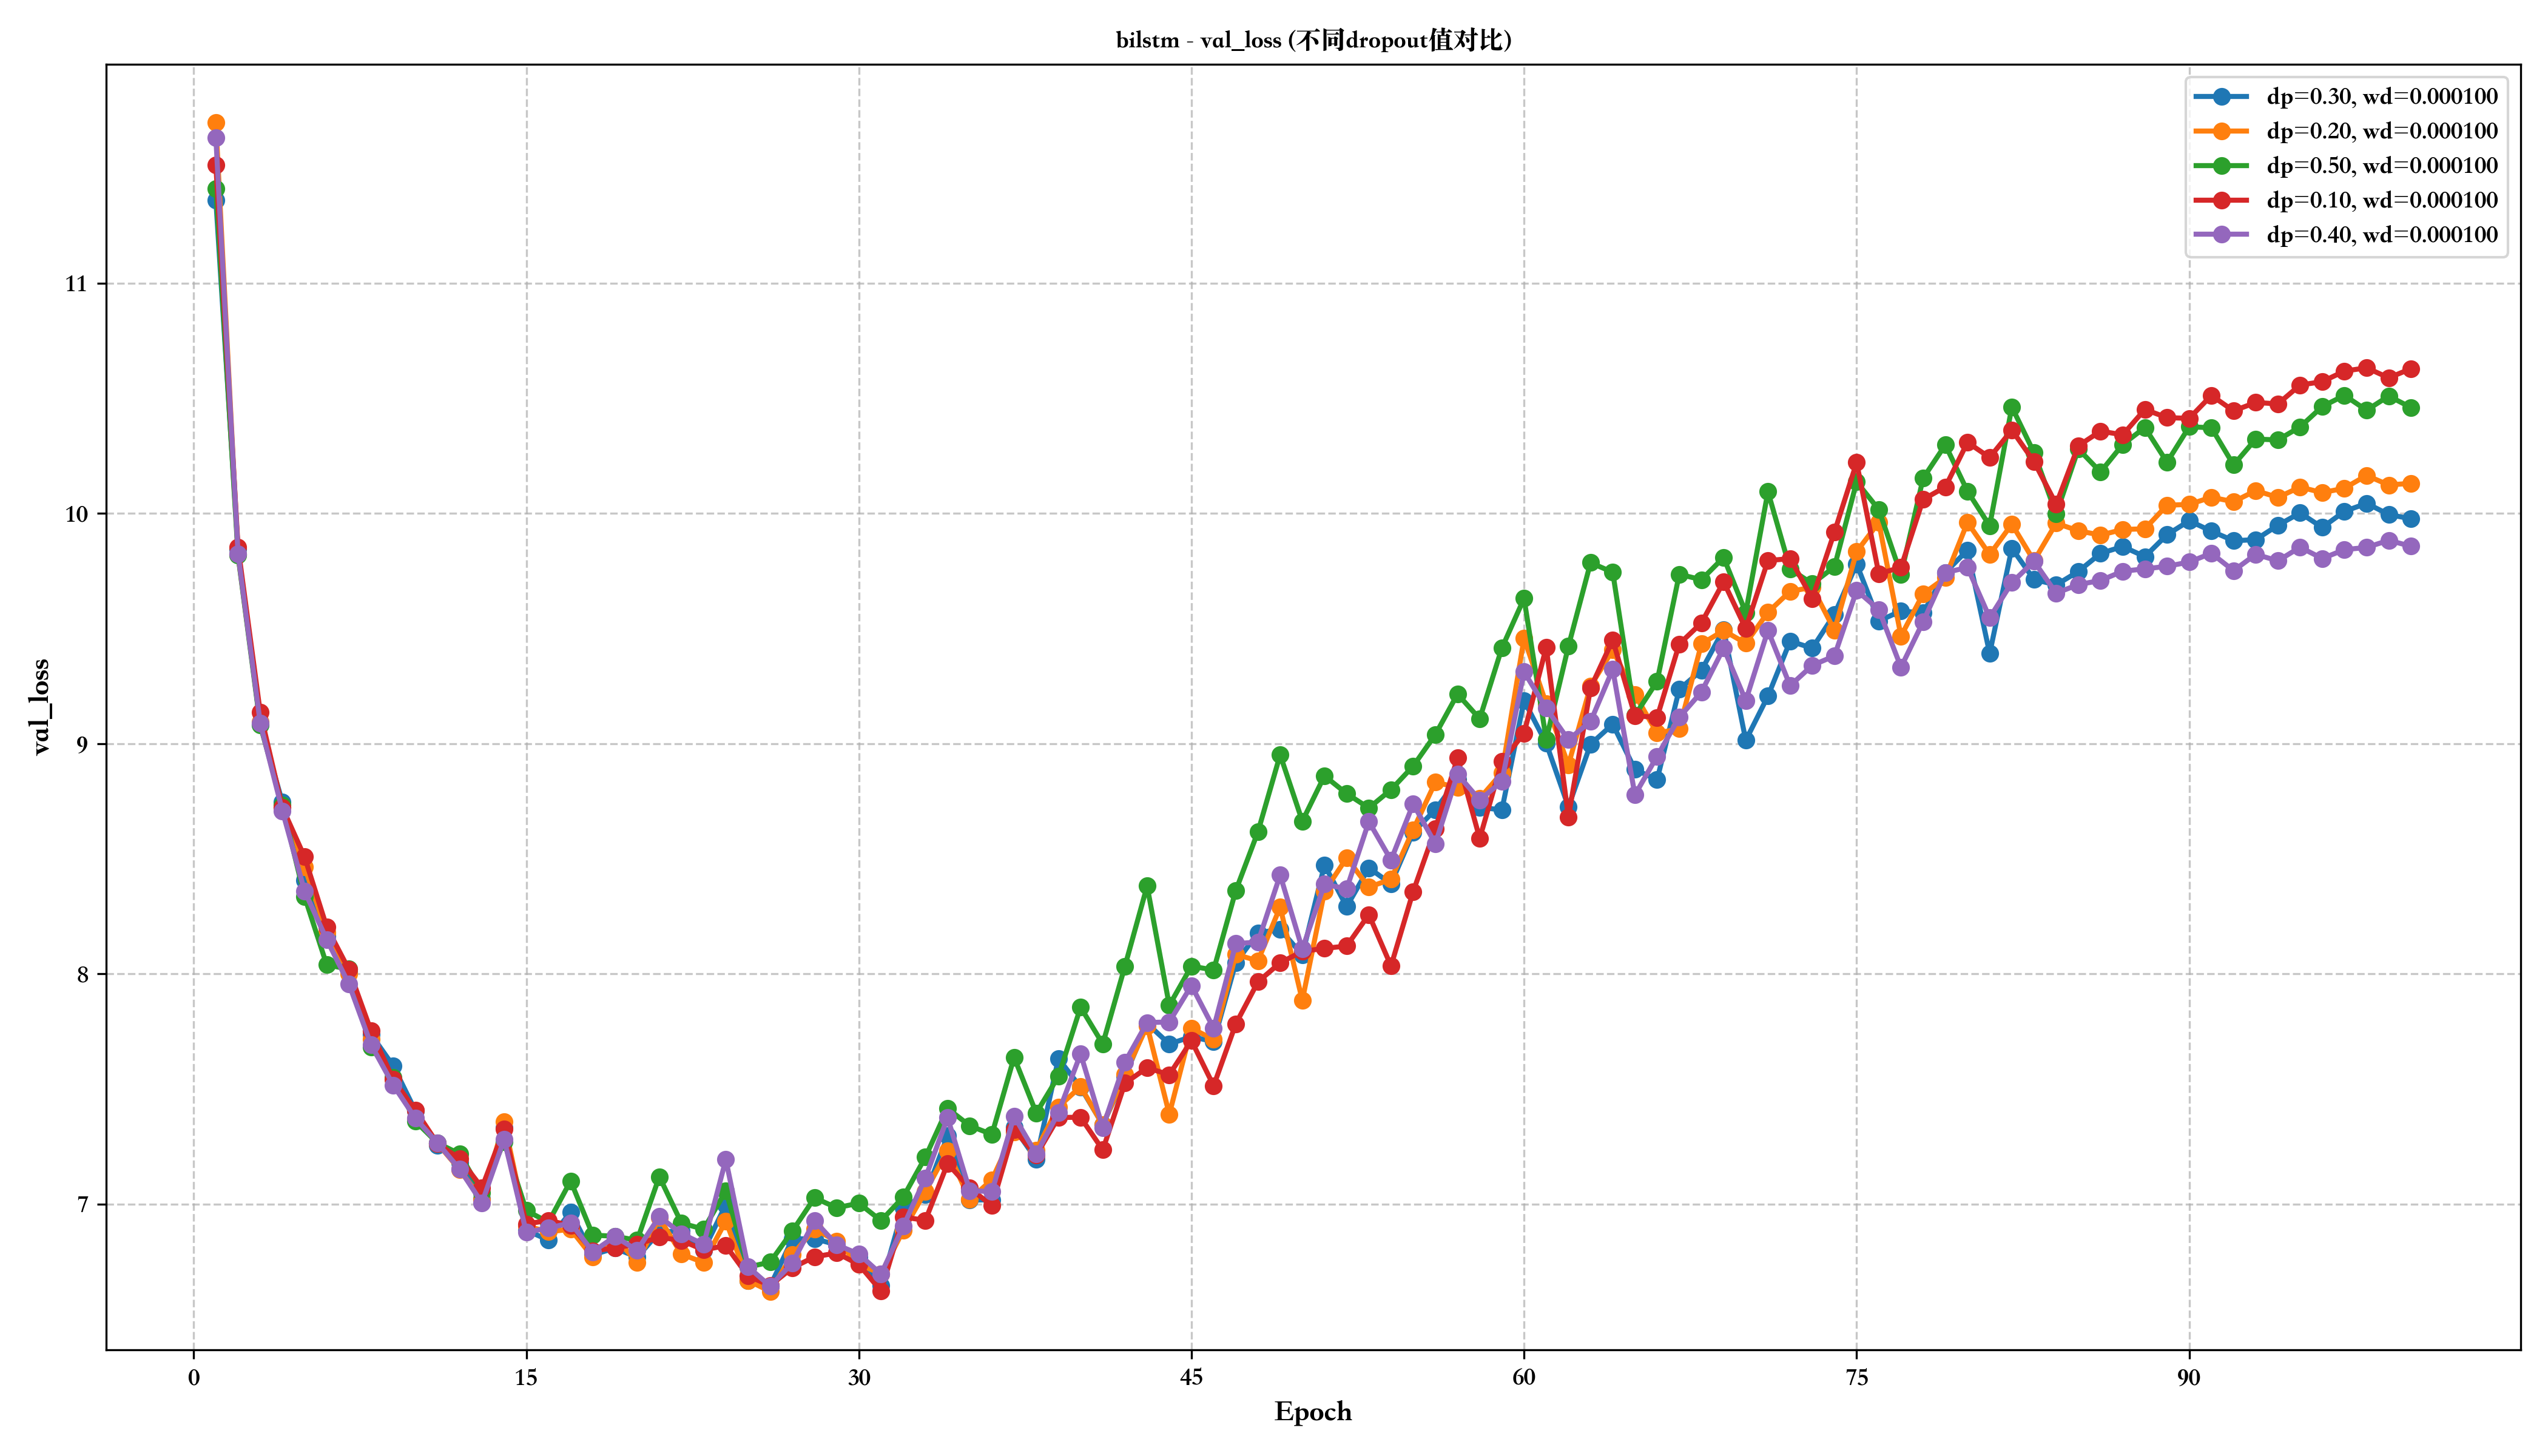 bilstm - val_loss (不同dropout值对比)
dp=0.30, wd=0.000100
dp=0.20, wd=0.000100
dp=0.50, wd=0.000100
dp=0.10, wd=0.000100
dp=0.40, wd=0.000100
val_loss
11
10
9
8
7
0 15 30 45 60 75 90
Epoch